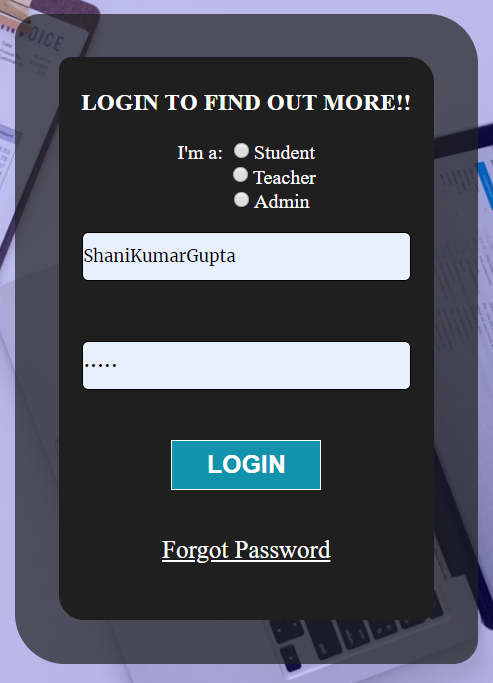 LOGIN TO FIND OUT MORE!!
I'm a: Student
Teacher
Admin
ShaniKumarGupta
.....
LOGIN
Forgot Password